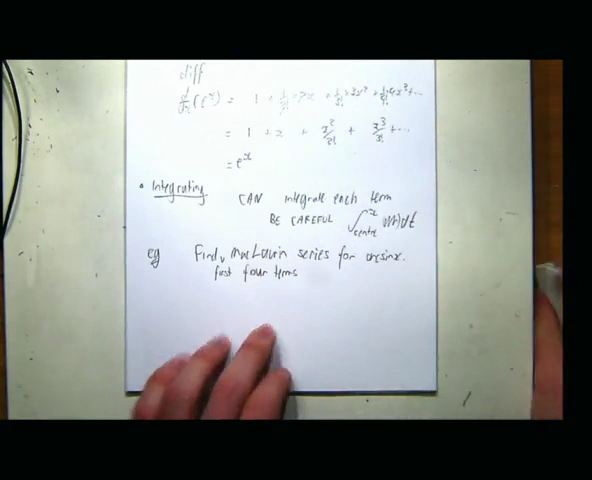 diff
d/dx (e^x) = 1 + 1/2! ·2x + 1/3! ·3x² + 1/4! ·4x³ + ...
= 1 + x + x²/2! + x³/3! + ...
= e^x
• Integrating CAN integrate each term
BE CAREFUL ∫_centre^x dt
eg Find MacLaurin series for arcsinx.
first four terms